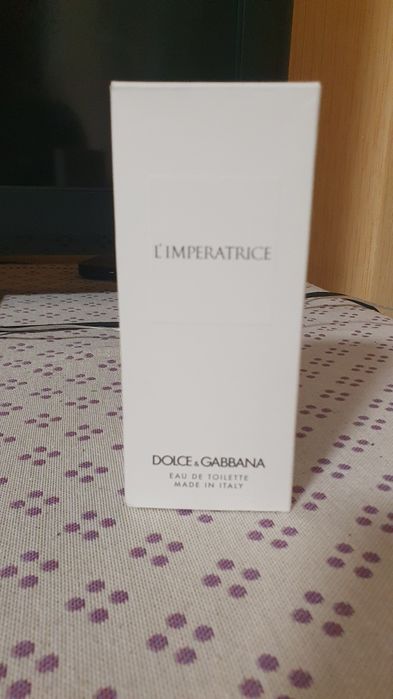 L'IMPERATRICE
DOLCE & GABBANA
EAU DE TOILETTE
MADE IN ITALY